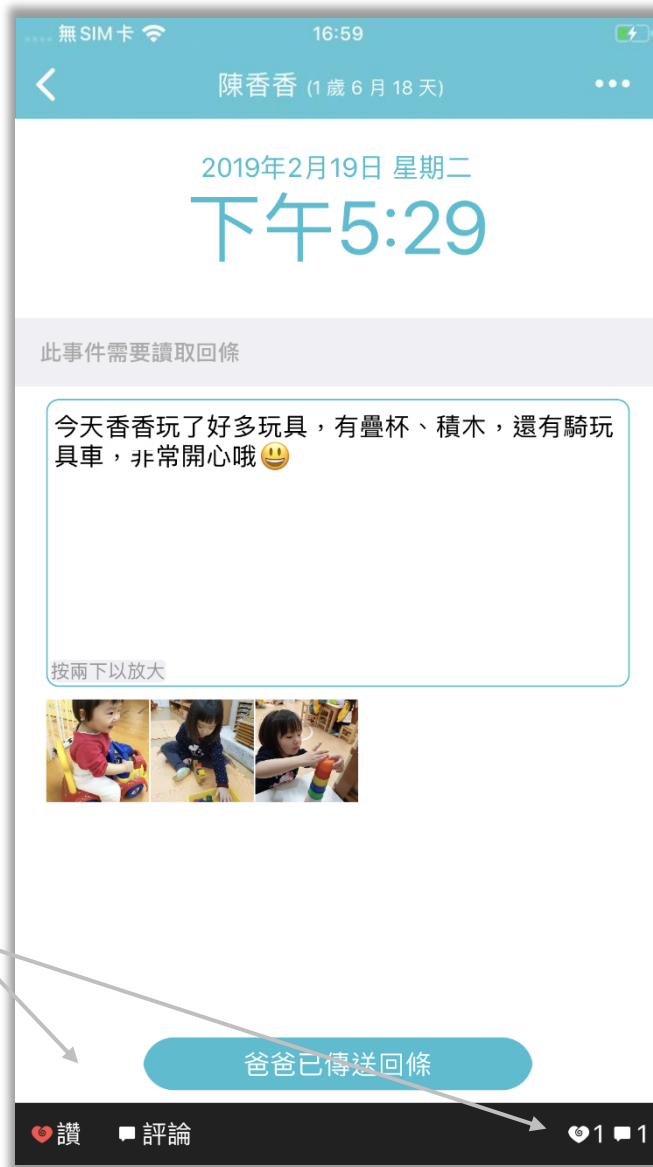 無SIM卡 16:59
陳香香 (1 歲 6 月 18 天)
2019年2月19日 星期二
下午5:29
此事件需要讀取回條
今天香香玩了好多玩具，有疊杯、積木，還有騎玩
具車，非常開心哦😃
按兩下以放大
爸爸已傳送回條
讚 評論 1 1